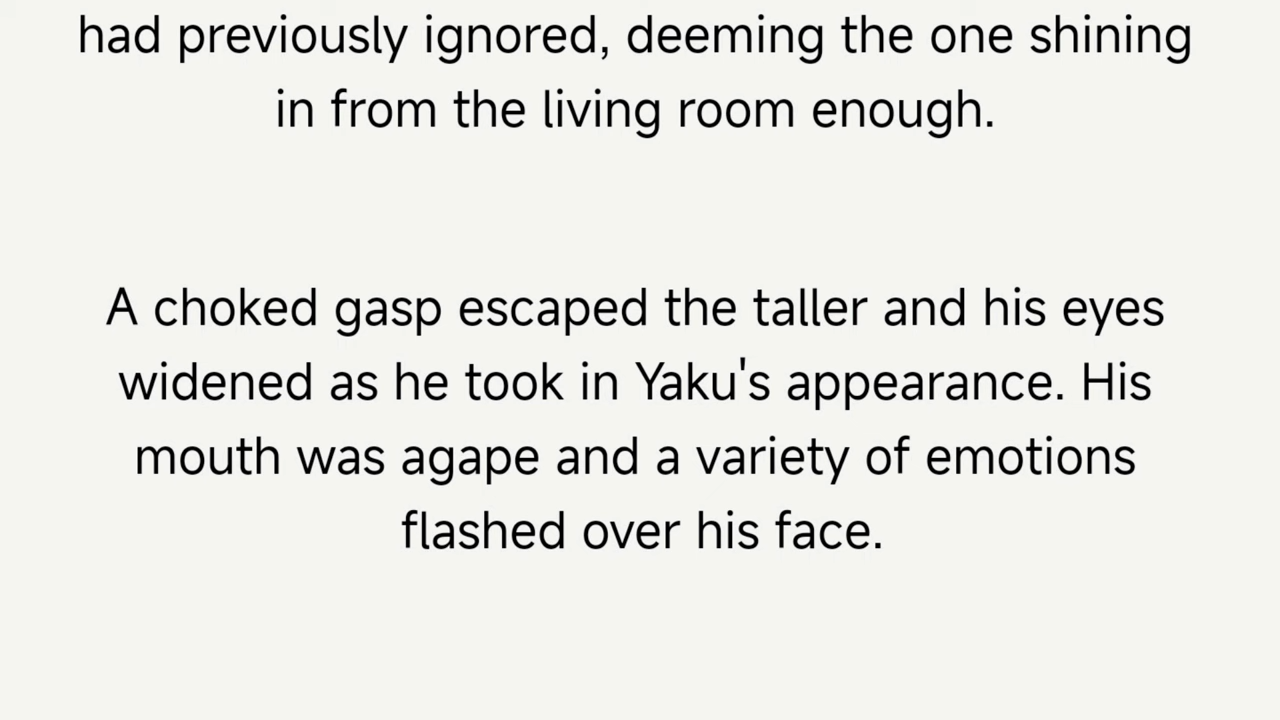 had previously ignored, deeming the one shining
in from the living room enough.
A choked gasp escaped the taller and his eyes
widened as he took in Yaku's appearance. His
mouth was agape and a variety of emotions
flashed over his face.